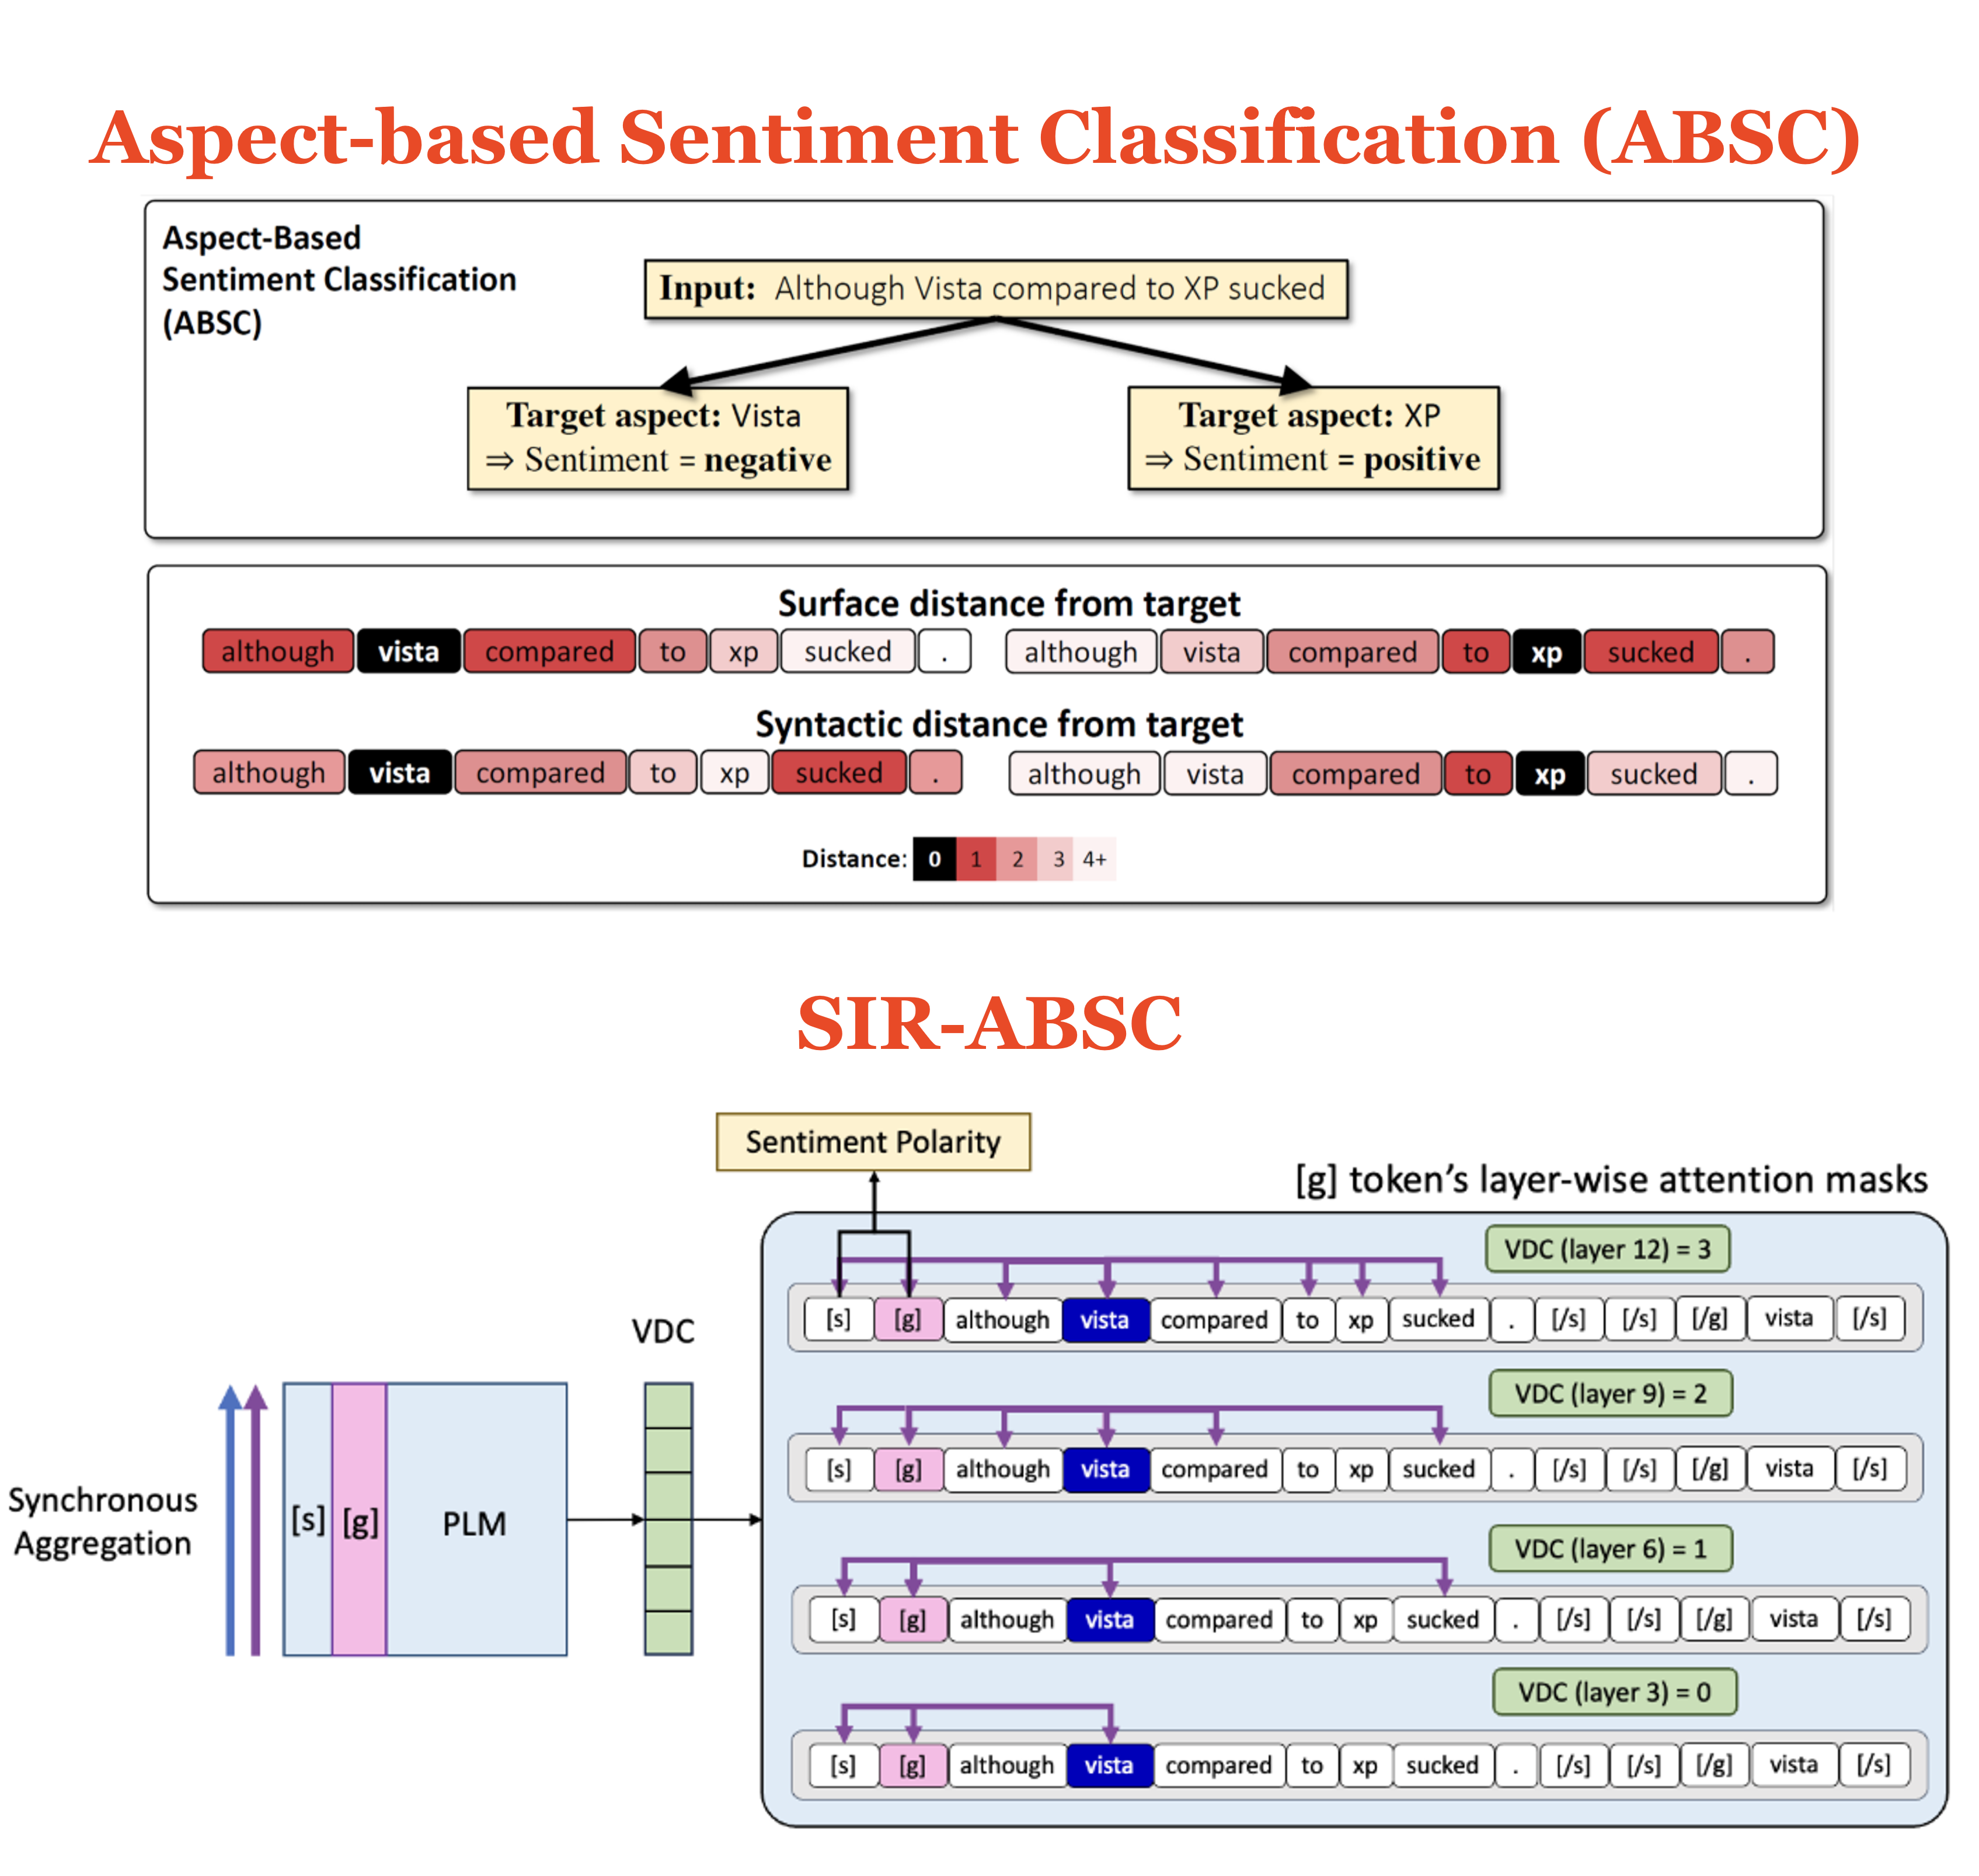 Aspect-based Sentiment Classification (ABSC)
Aspect-Based
Sentiment Classification
(ABSC)
Input: Although Vista compared to XP sucked
Target aspect: Vista
⇒ Sentiment = negative
Target aspect: XP
⇒ Sentiment = positive
Surface distance from target
although vista compared to xp sucked .
although vista compared to xp sucked .
Syntactic distance from target
although vista compared to xp sucked .
although vista compared to xp sucked .
Distance: 0 1 2 3 4+
SIR-ABSC
Sentiment Polarity
[g] token's layer-wise attention masks
VDC (layer 12) = 3
[s] [g] although vista compared to xp sucked . [/s] [/s] [/g] vista [/s]
VDC
VDC (layer 9) = 2
[s] [g] although vista compared to xp sucked . [/s] [/s] [/g] vista [/s]
Synchronous
Aggregation
[s] [g] PLM
VDC (layer 6) = 1
[s] [g] although vista compared to xp sucked . [/s] [/s] [/g] vista [/s]
VDC (layer 3) = 0
[s] [g] although vista compared to xp sucked . [/s] [/s] [/g] vista [/s]